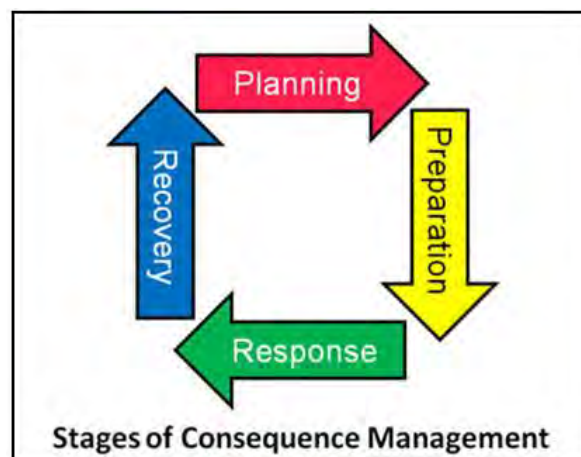 Planning
Preparation
Response
Recovery
Stages of Consequence Management